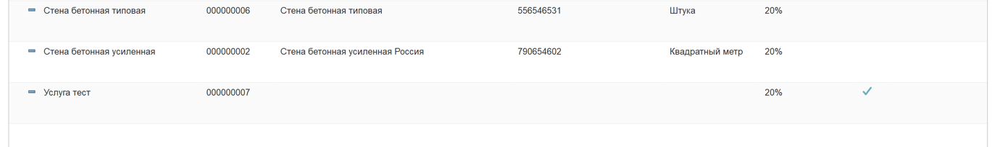 Стена бетонная типовая 000000006 Стена бетонная типовая 556546531 Штука 20%
Стена бетонная усиленная 000000002 Стена бетонная усиленная Россия 790654602 Квадратный метр 20%
Услуга тест 000000007 20%